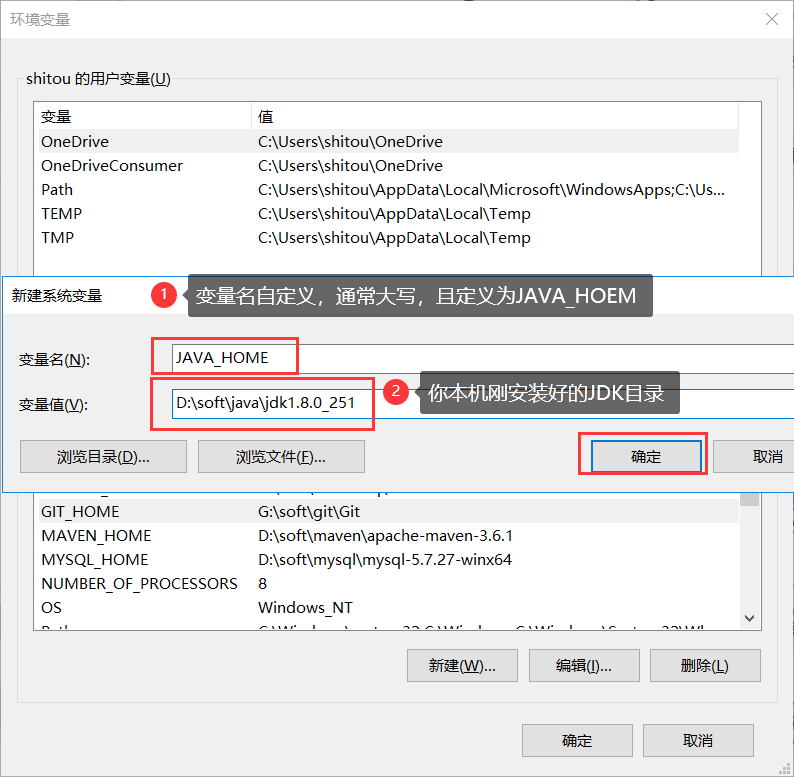 环境变量
shitou 的用户变量(U)
变量 值
OneDrive C:\Users\shitou\OneDrive
OneDriveConsumer C:\Users\shitou\OneDrive
Path C:\Users\shitou\AppData\Local\Microsoft\WindowsApps;C:\Us...
TEMP C:\Users\shitou\AppData\Local\Temp
TMP C:\Users\shitou\AppData\Local\Temp
新建系统变量
1 变量名自定义，通常大写，且定义为JAVA_HOEM
变量名(N): JAVA_HOME
变量值(V): D:\soft\java\jdk1.8.0_251
2 你本机刚安装好的JDK目录
浏览目录(D)... 浏览文件(F)... 确定 取消
GIT_HOME G:\soft\git\Git
MAVEN_HOME D:\soft\maven\apache-maven-3.6.1
MYSQL_HOME D:\soft\mysql\mysql-5.7.27-winx64
NUMBER_OF_PROCESSORS 8
OS Windows_NT
新建(W)... 编辑(I)... 删除(L)
确定 取消